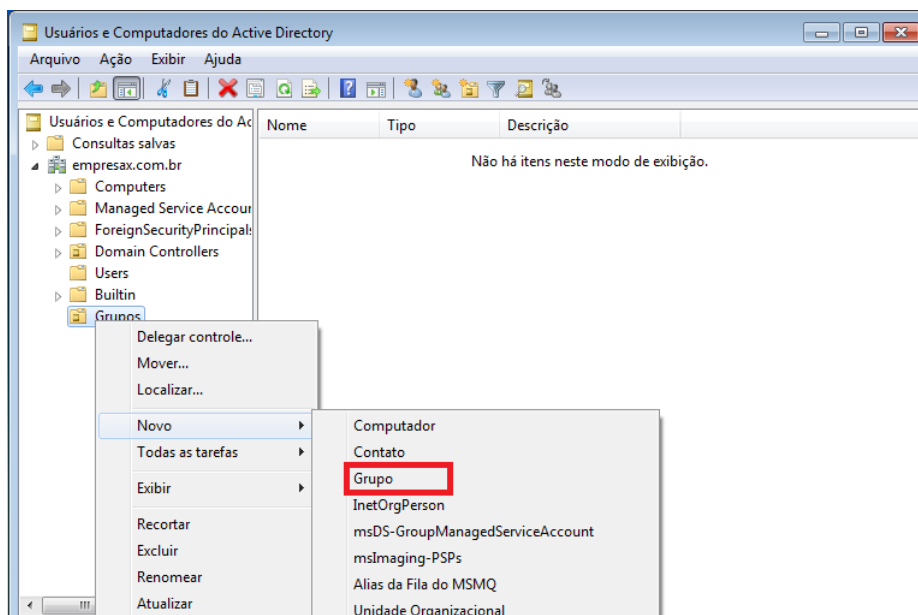 Usuários e Computadores do Active Directory
Arquivo Ação Exibir Ajuda
Usuários e Computadores do Ac
Consultas salvas
empresax.com.br
Computers
Managed Service Accour
ForeignSecurityPrincipals
Domain Controllers
Users
Builtin
Grupos
Nome Tipo Descrição
Não há itens neste modo de exibição.
Delegar controle...
Mover...
Localizar...
Novo
Todas as tarefas
Exibir
Recortar
Excluir
Renomear
Atualizar
Computador
Contato
Grupo
InetOrgPerson
msDS-GroupManagedServiceAccount
msImaging-PSPs
Alias da Fila do MSMQ
Unidade Organizacional